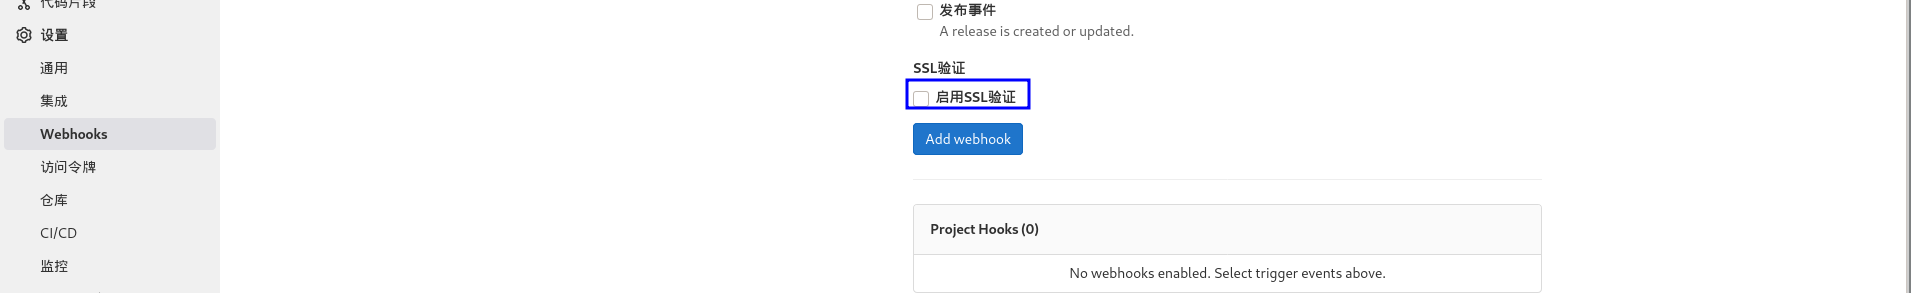 代码片段
设置
通用
集成
Webhooks
访问令牌
仓库
CI/CD
监控
发布事件
A release is created or updated.
SSL验证
启用SSL验证
Add webhook
Project Hooks (0)
No webhooks enabled. Select trigger events above.